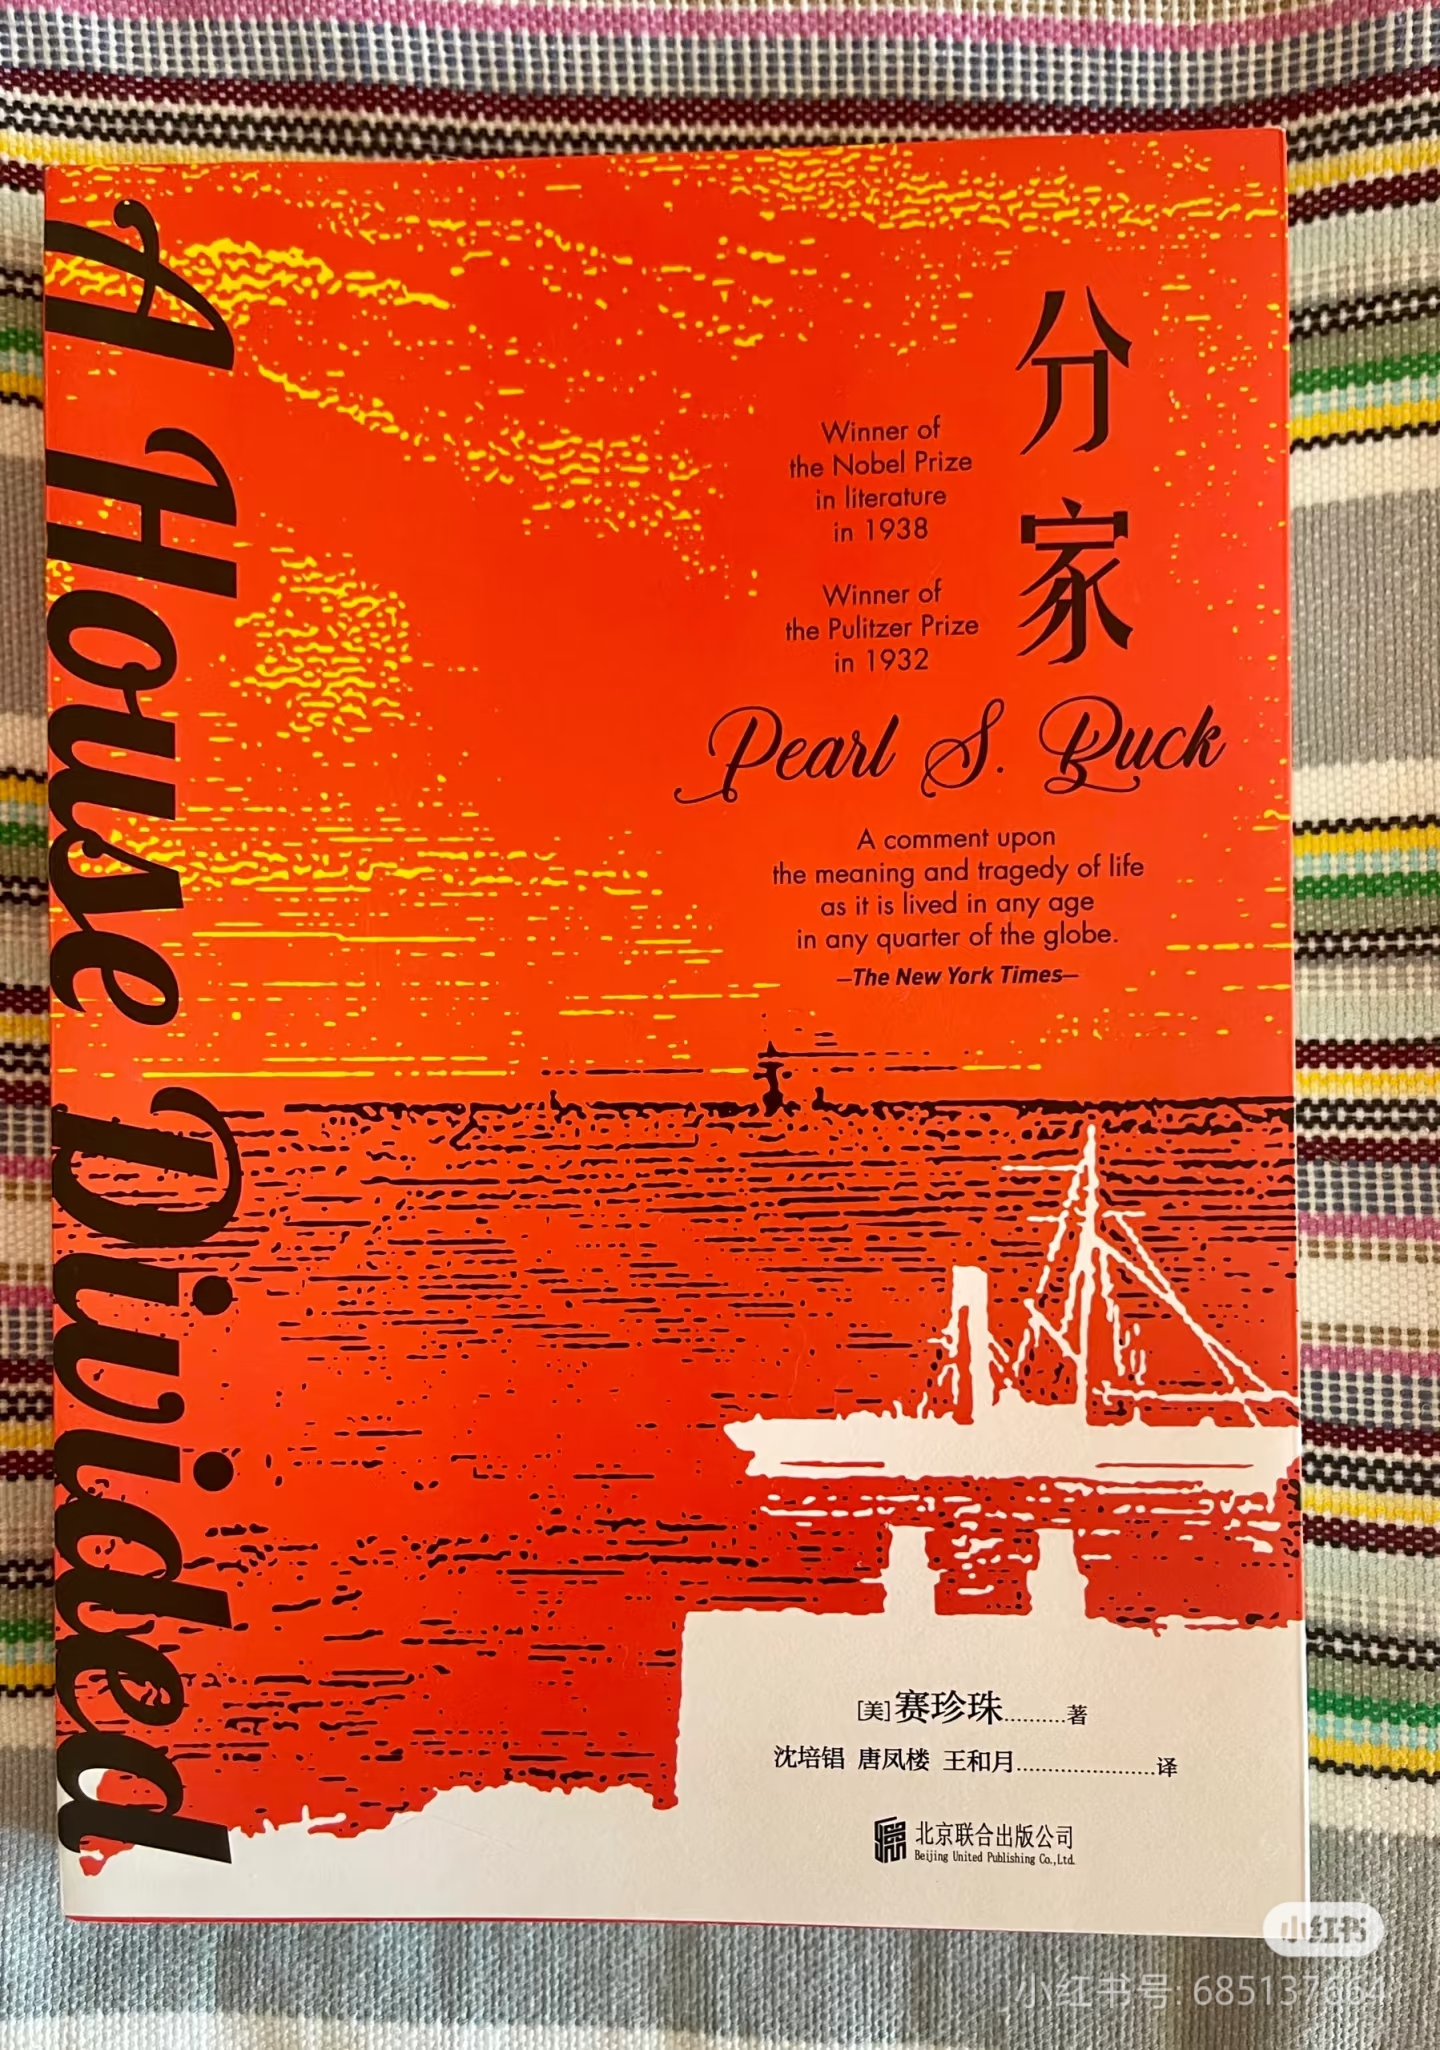 A House Divided
分家
Winner of
the Nobel Prize
in literature
in 1938
Winner of
the Pulitzer Prize
in 1932
Pearl S. Buck
A comment upon
the meaning and tragedy of life
as it is lived in any age
in any quarter of the globe.
—The New York Times—
[美]赛珍珠..........著
沈培锠 唐凤楼 王和月.......................译
北京联合出版公司
Beijing United Publishing Co.,Ltd.
小红书
小红书号: 685137664